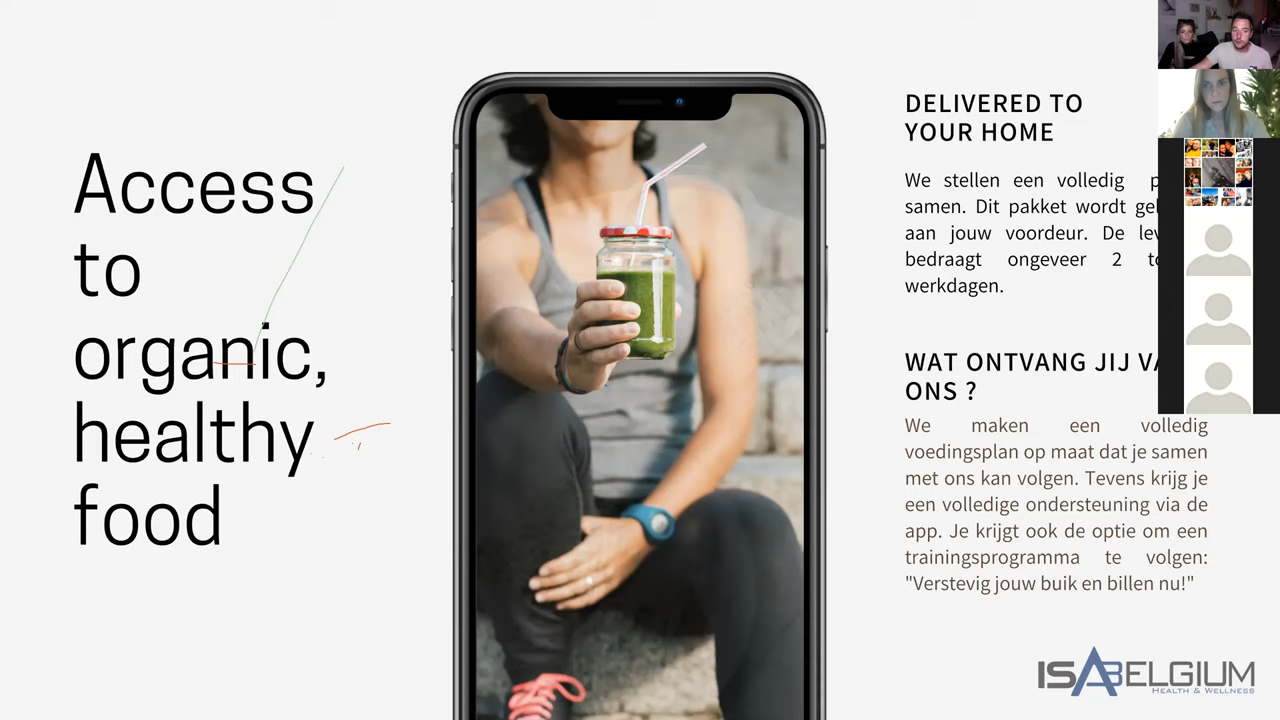 Access
to
organic,
healthy
food
DELIVERED TO
YOUR HOME
We stellen een volledig
samen. Dit pakket wordt
aan jouw voordeur. De
bedraagt ongeveer 2
werkdagen.
WAT ONTVANG JIJ
ONS ?
We maken een volledig
voedingsplan op maat dat je samen
met ons kan volgen. Tevens krijg je
een volledige ondersteuning via de
app. Je krijgt ook de optie om een
trainingsprogramma te volgen:
"Verstevig jouw buik en billen nu!"
ISABELGIUM
HEALTH & WELLNESS